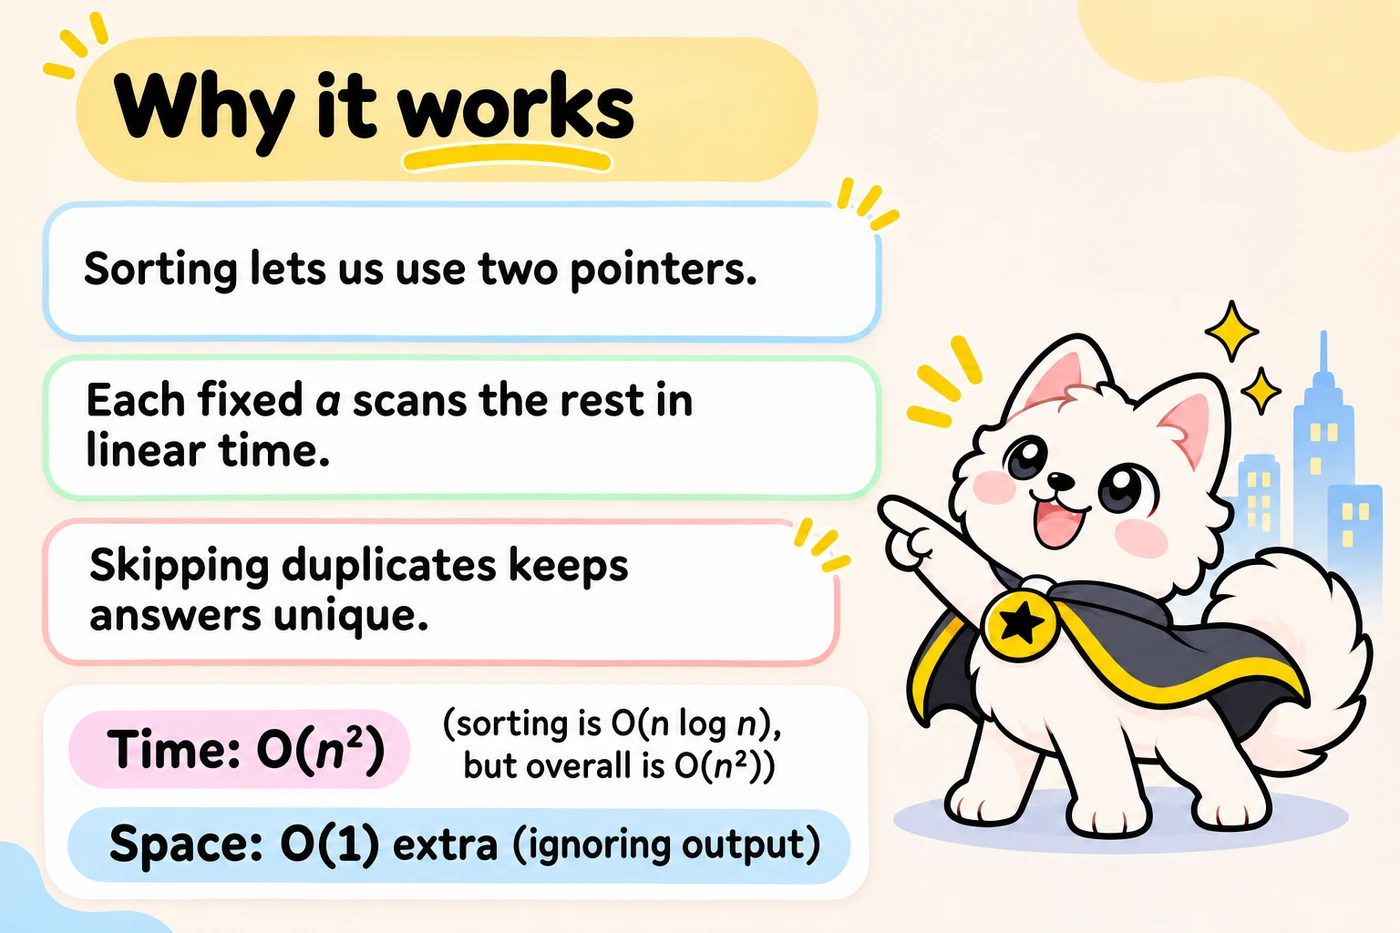 Why it works
Sorting lets us use two pointers.
Each fixed a scans the rest in
linear time.
Skipping duplicates keeps
answers unique.
Time: O(n²)
(sorting is O(n log n),
but overall is O(n²))
Space: O(1) extra (ignoring output)